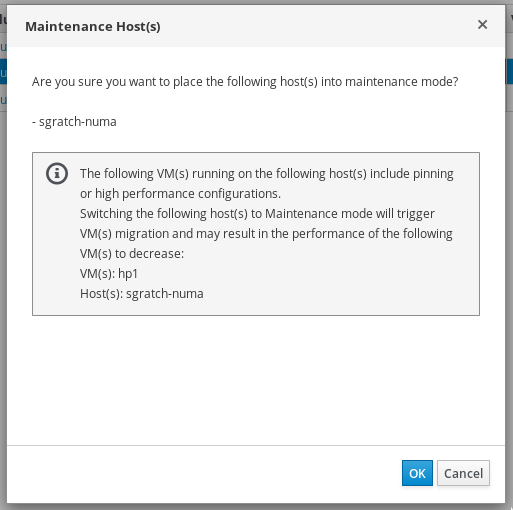 Maintenance Host(s)
Are you sure you want to place the following host(s) into maintenance mode?
- sgratch-numa
The following VM(s) running on the following host(s) include pinning
or high performance configurations.
Switching the following host(s) to Maintenance mode will trigger
VM(s) migration and may result in the performance of the following
VM(s) to decrease:
VM(s): hp1
Host(s): sgratch-numa
OK Cancel